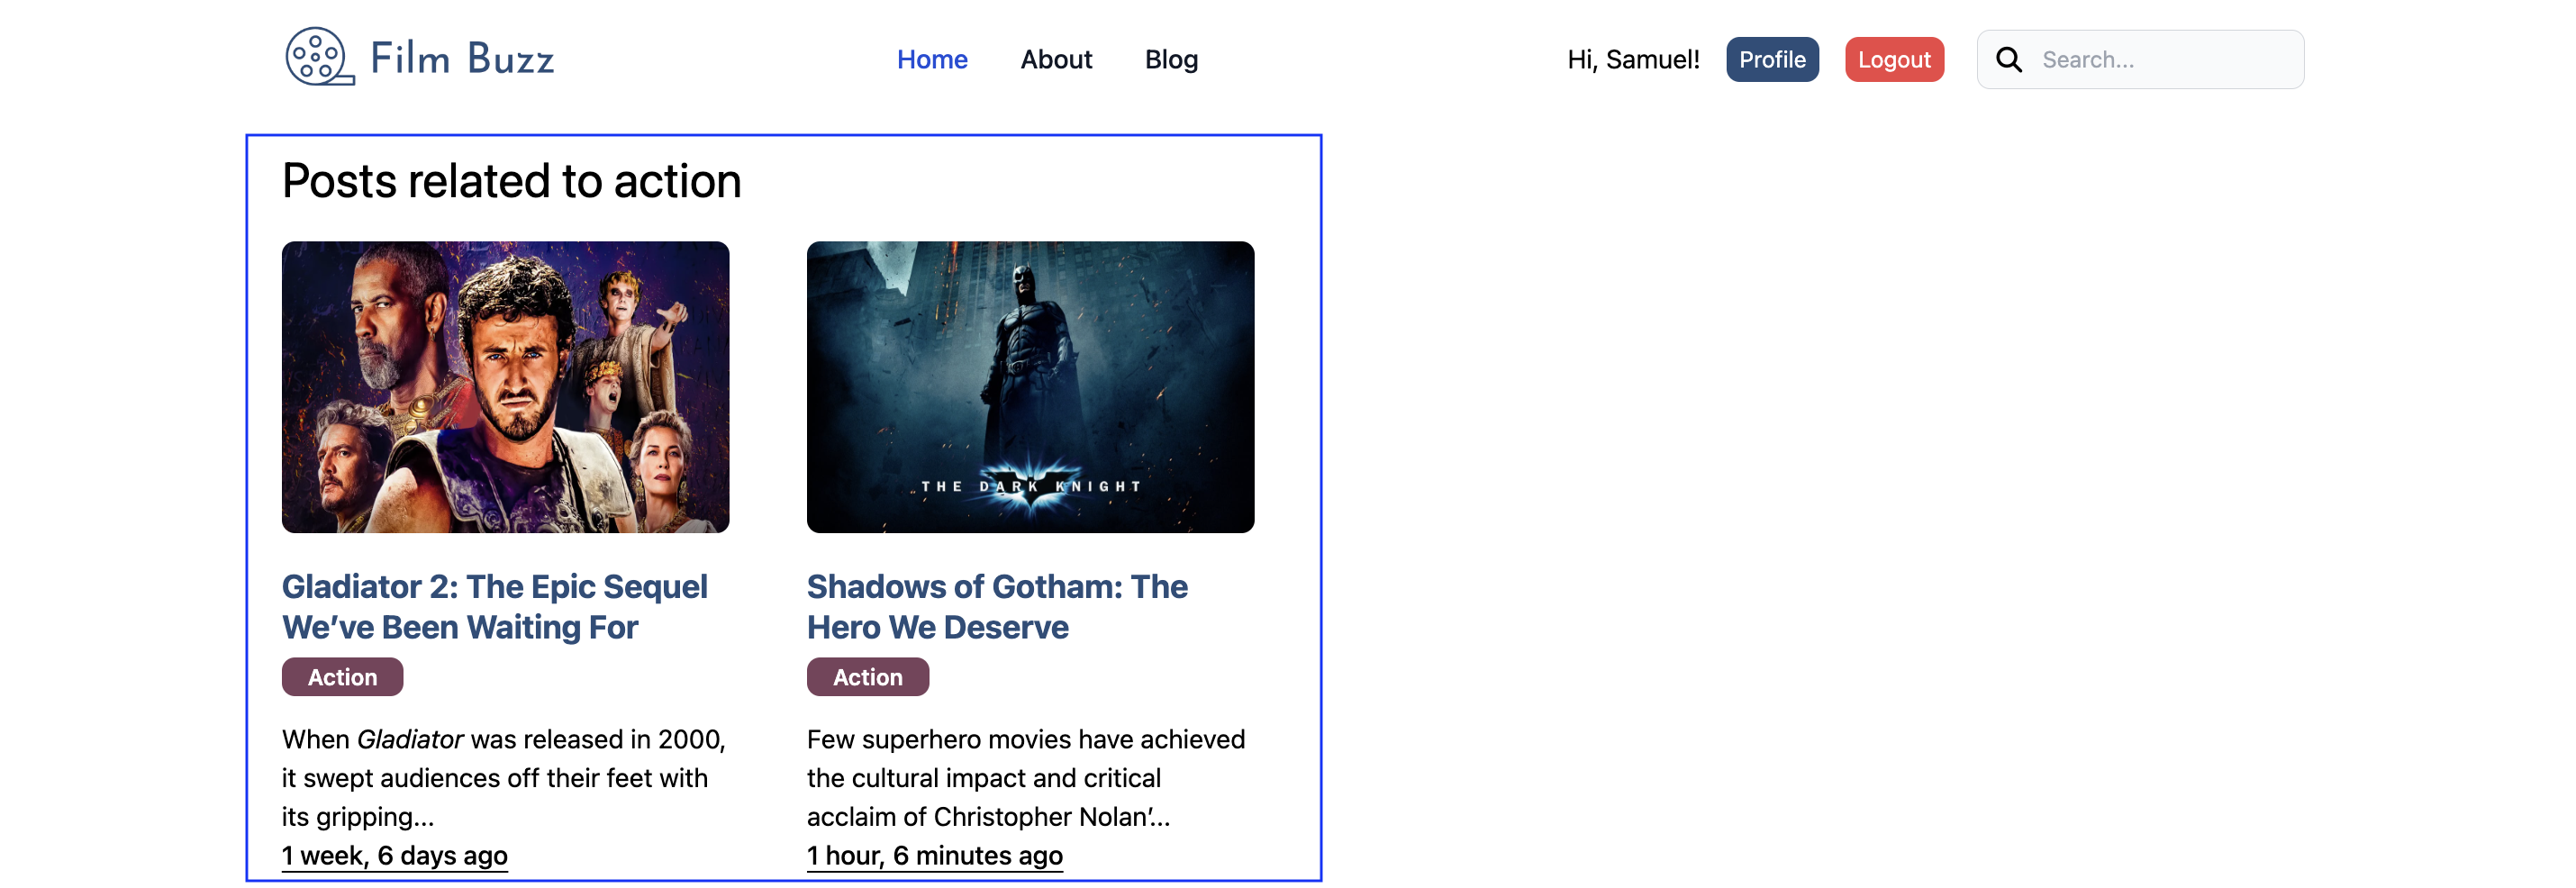 Film Buzz
Home About Blog
Hi, Samuel! Profile Logout Search...
Posts related to action
THE DARK KNIGHT
Gladiator 2: The Epic Sequel
We’ve Been Waiting For
Action
When Gladiator was released in 2000,
it swept audiences off their feet with
its gripping...
1 week, 6 days ago
Shadows of Gotham: The
Hero We Deserve
Action
Few superhero movies have achieved
the cultural impact and critical
acclaim of Christopher Nolan’...
1 hour, 6 minutes ago